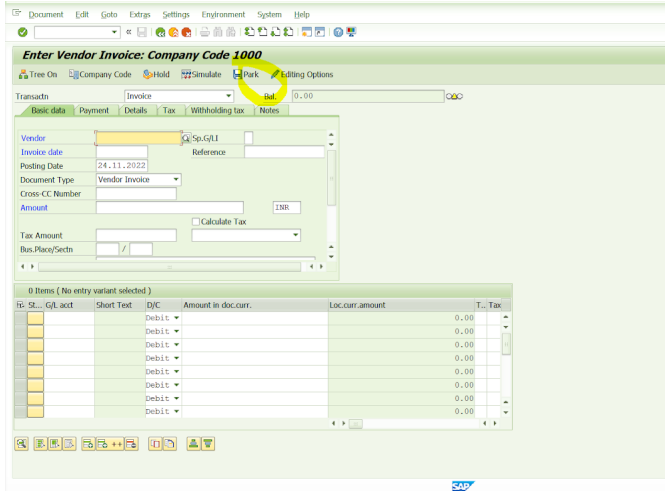 Document Edit Goto Extras Settings Environment System Help
Enter Vendor Invoice: Company Code 1000
Tree On Company Code Hold Simulate Park Editing Options
Transactn Invoice Bal. 0.00
Basic data Payment Details Tax Withholding tax Notes
Vendor Sp.G/LI
Invoice date Reference
Posting Date 24.11.2022
Document Type Vendor Invoice
Cross-CC Number
Amount INR
Calculate Tax
Tax Amount
Bus.Place/Sectn /
0 Items ( No entry variant selected )
St... G/L acct Short Text D/C Amount in doc.curr. Loc.curr.amount T.. Tax
Debit 0.00
Debit 0.00
Debit 0.00
Debit 0.00
Debit 0.00
Debit 0.00
Debit 0.00
Debit 0.00
SAP